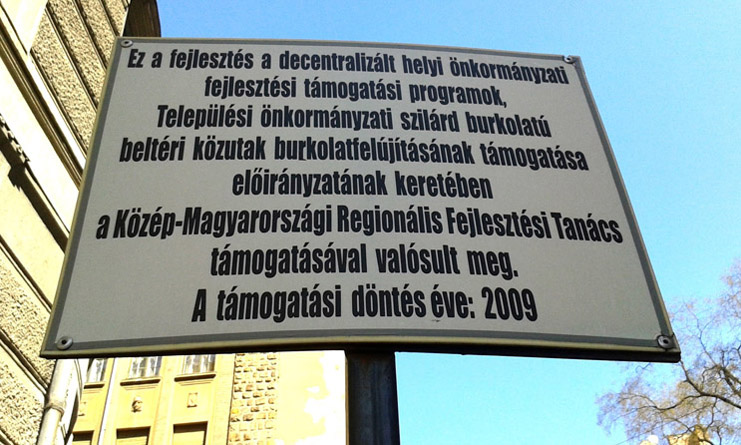 Ez a fejlesztés a decentralizált helyi önkormányzati
fejlesztési támogatási programok,
Települési önkormányzati szilárd burkolatú
beltéri közutak burkolatfelújításának támogatása
előirányzatának keretében
a Közép-Magyarországi Regionális Fejlesztési Tanács
támogatásával valósult meg.
A támogatási döntés éve: 2009